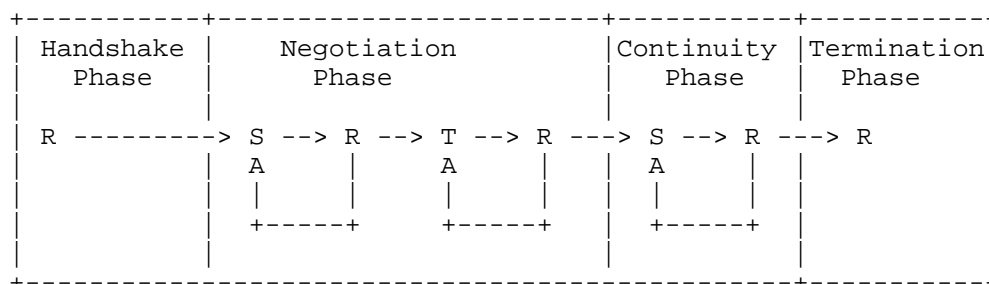 Handshake Negotiation Continuity Termination
Phase Phase Phase Phase
R ---------> S --> R --> T --> R ---> S --> R ---> R
A A A